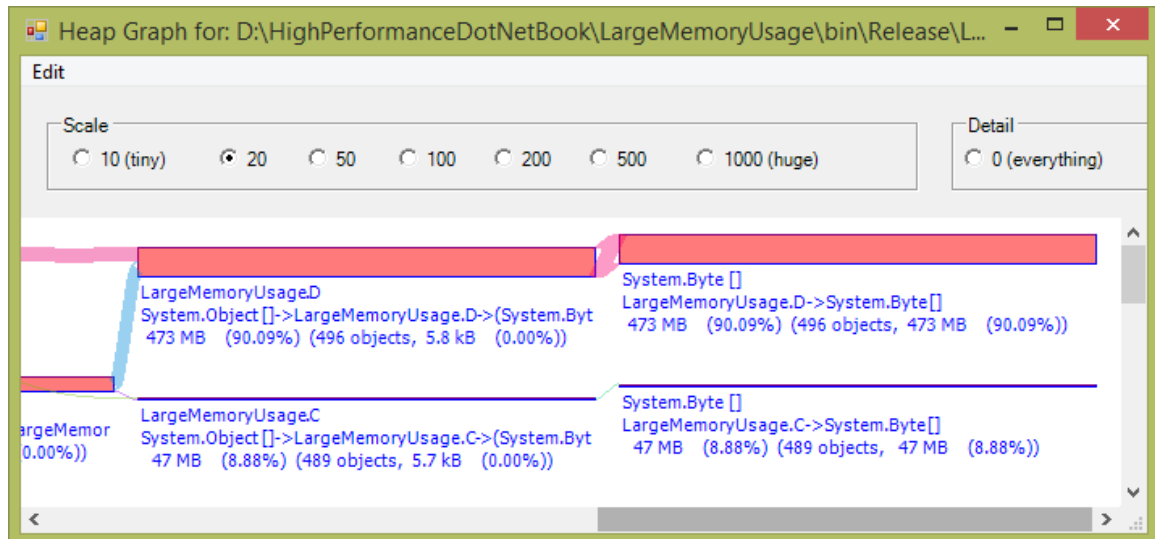 Heap Graph for: D:\HighPerformanceDotNetBook\LargeMemoryUsage\bin\Release\L...
Edit
Scale
10 (tiny) 20 50 100 200 500 1000 (huge)
Detail
0 (everything)
LargeMemoryUsage.D
System.Object []->LargeMemoryUsage.D->(System.Byt
473 MB (90.09%) (496 objects, 5.8 kB (0.00%))
System.Byte []
LargeMemoryUsage.D->System.Byte[]
473 MB (90.09%) (496 objects, 473 MB (90.09%))
argeMemor
0.00%))
LargeMemoryUsage.C
System.Object []->LargeMemoryUsage.C->(System.Byt
47 MB (8.88%) (489 objects, 5.7 kB (0.00%))
System.Byte []
LargeMemoryUsage.C->System.Byte[]
47 MB (8.88%) (489 objects, 47 MB (8.88%))